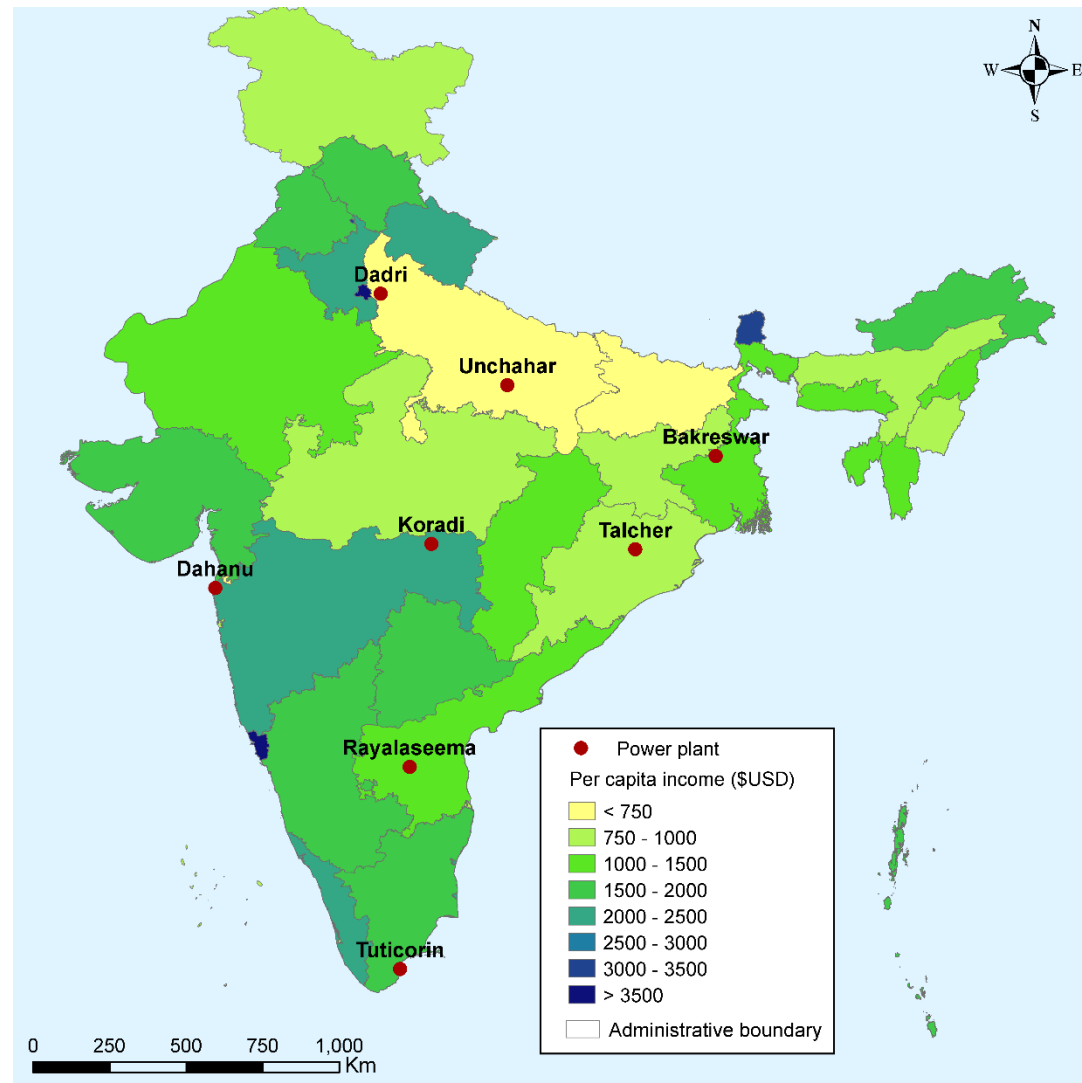 N
W E
S
Dadri
Unchahar
Bakreswar
Koradi
Talcher
Dahanu
Rayalaseema
Tuticorin
Power plant
Per capita income ($USD)
< 750
750 - 1000
1000 - 1500
1500 - 2000
2000 - 2500
2500 - 3000
3000 - 3500
> 3500
Administrative boundary
0 250 500 750 1,000
Km